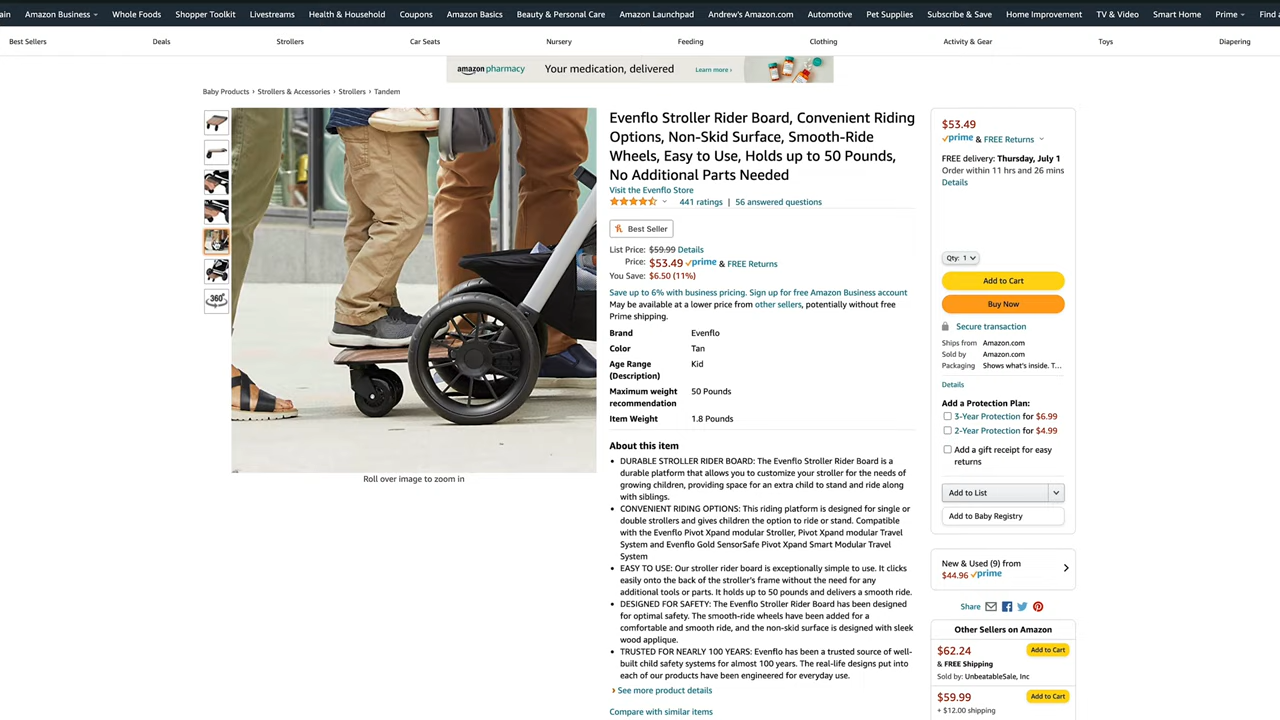 ain Amazon Business Whole Foods Shopper Toolkit Livestreams Health & Household Coupons Amazon Basics Beauty & Personal Care Amazon Launchpad Andrew's Amazon.com Automotive Pet Supplies Subscribe & Save Home Improvement TV & Video Smart Home Prime Find a
Best Sellers Deals Strollers Car Seats Nursery Feeding Clothing Activity & Gear Toys Diapering
amazon pharmacy Your medication, delivered Learn more ›
Baby Products › Strollers & Accessories › Strollers › Tandem
360°
Roll over image to zoom in
Evenflo Stroller Rider Board, Convenient Riding
Options, Non-Skid Surface, Smooth-Ride
Wheels, Easy to Use, Holds up to 50 Pounds,
No Additional Parts Needed
Visit the Evenflo Store
441 ratings | 56 answered questions
Best Seller
List Price: $59.99 Details
Price: $53.49 prime & FREE Returns
You Save: $6.50 (11%)
Save up to 6% with business pricing. Sign up for free Amazon Business account
May be available at a lower price from other sellers, potentially without free
Prime shipping.
Brand Evenflo
Color Tan
Age Range Kid
(Description)
Maximum weight 50 Pounds
recommendation
Item Weight 1.8 Pounds
About this item
• DURABLE STROLLER RIDER BOARD: The Evenflo Stroller Rider Board is a
durable platform that allows you to customize your stroller for the needs of
growing children, providing space for an extra child to stand and ride along
with siblings.
• CONVENIENT RIDING OPTIONS: This riding platform is designed for single or
double strollers and gives children the option to ride or stand. Compatible
with the Evenflo Pivot Xpand modular Stroller, Pivot Xpand modular Travel
System and Evenflo Gold SensorSafe Pivot Xpand Smart Modular Travel
System
• EASY TO USE: Our stroller rider board is exceptionally simple to use. It clicks
easily onto the back of the stroller's frame without the need for any
additional tools or parts. It holds up to 50 pounds and delivers a smooth ride.
• DESIGNED FOR SAFETY: The Evenflo Stroller Rider Board has been designed
for optimal safety. The smooth-ride wheels have been added for a
comfortable and smooth ride, and the non-skid surface is designed with sleek
wood applique.
• TRUSTED FOR NEARLY 100 YEARS: Evenflo has been a trusted source of well-
built child safety systems for almost 100 years. The real-life designs put into
each of our products have been engineered for everyday use.
› See more product details
Compare with similar items
$53.49
prime & FREE Returns
FREE delivery: Thursday, July 1
Order within 11 hrs and 26 mins
Details
Qty: 1
Add to Cart
Buy Now
Secure transaction
Ships from Amazon.com
Sold by Amazon.com
Packaging Shows what's inside. T...
Details
Add a Protection Plan:
3-Year Protection for $6.99
2-Year Protection for $4.99
Add a gift receipt for easy
returns
Add to List
Add to Baby Registry
New & Used (9) from
$44.96 prime
Share
Other Sellers on Amazon
$62.24 Add to Cart
& FREE Shipping
Sold by: UnbeatableSale, Inc
$59.99 Add to Cart
+ $12.00 shipping